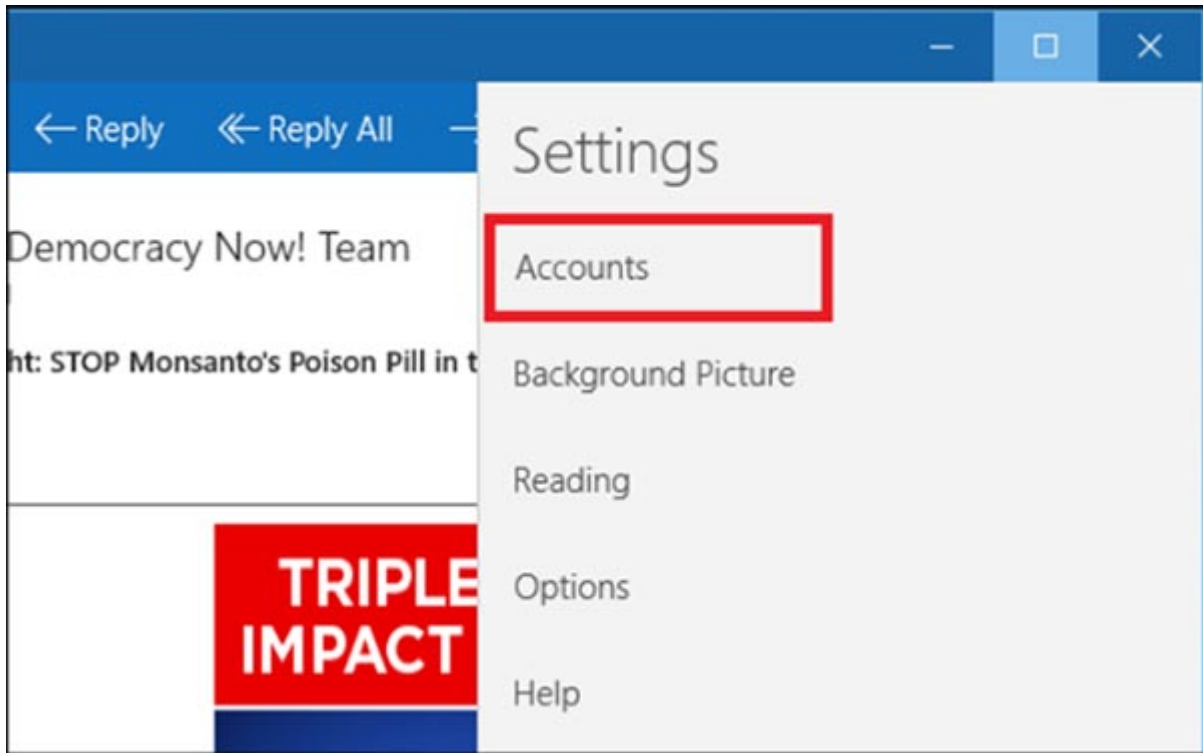 Reply Reply All
Settings
Democracy Now! Team
Accounts
ht: STOP Monsanto's Poison Pill in t
Background Picture
Reading
TRIPLE
IMPACT
Options
Help